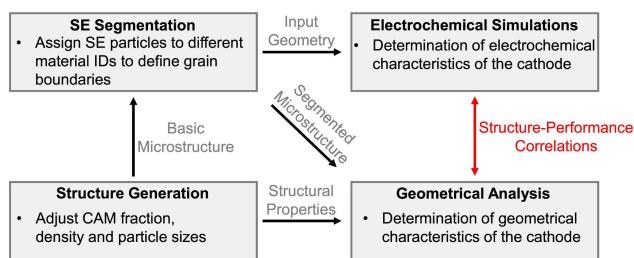 SE Segmentation
• Assign SE particles to different
material IDs to define grain
boundaries
Input
Geometry
Electrochemical Simulations
• Determination of electrochemical
characteristics of the cathode
Basic
Microstructure
Segmented
Microstructure
Structure-Performance
Correlations
Structure Generation
• Adjust CAM fraction,
density and particle sizes
Structural
Properties
Geometrical Analysis
• Determination of geometrical
characteristics of the cathode